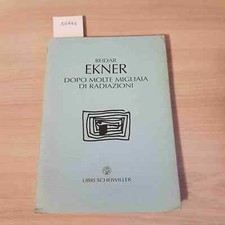 REIDAR
EKNER
DOPO MOLTE MIGLIAIA
DI RADIAZIONI
LIBRI SCHEIWILLER